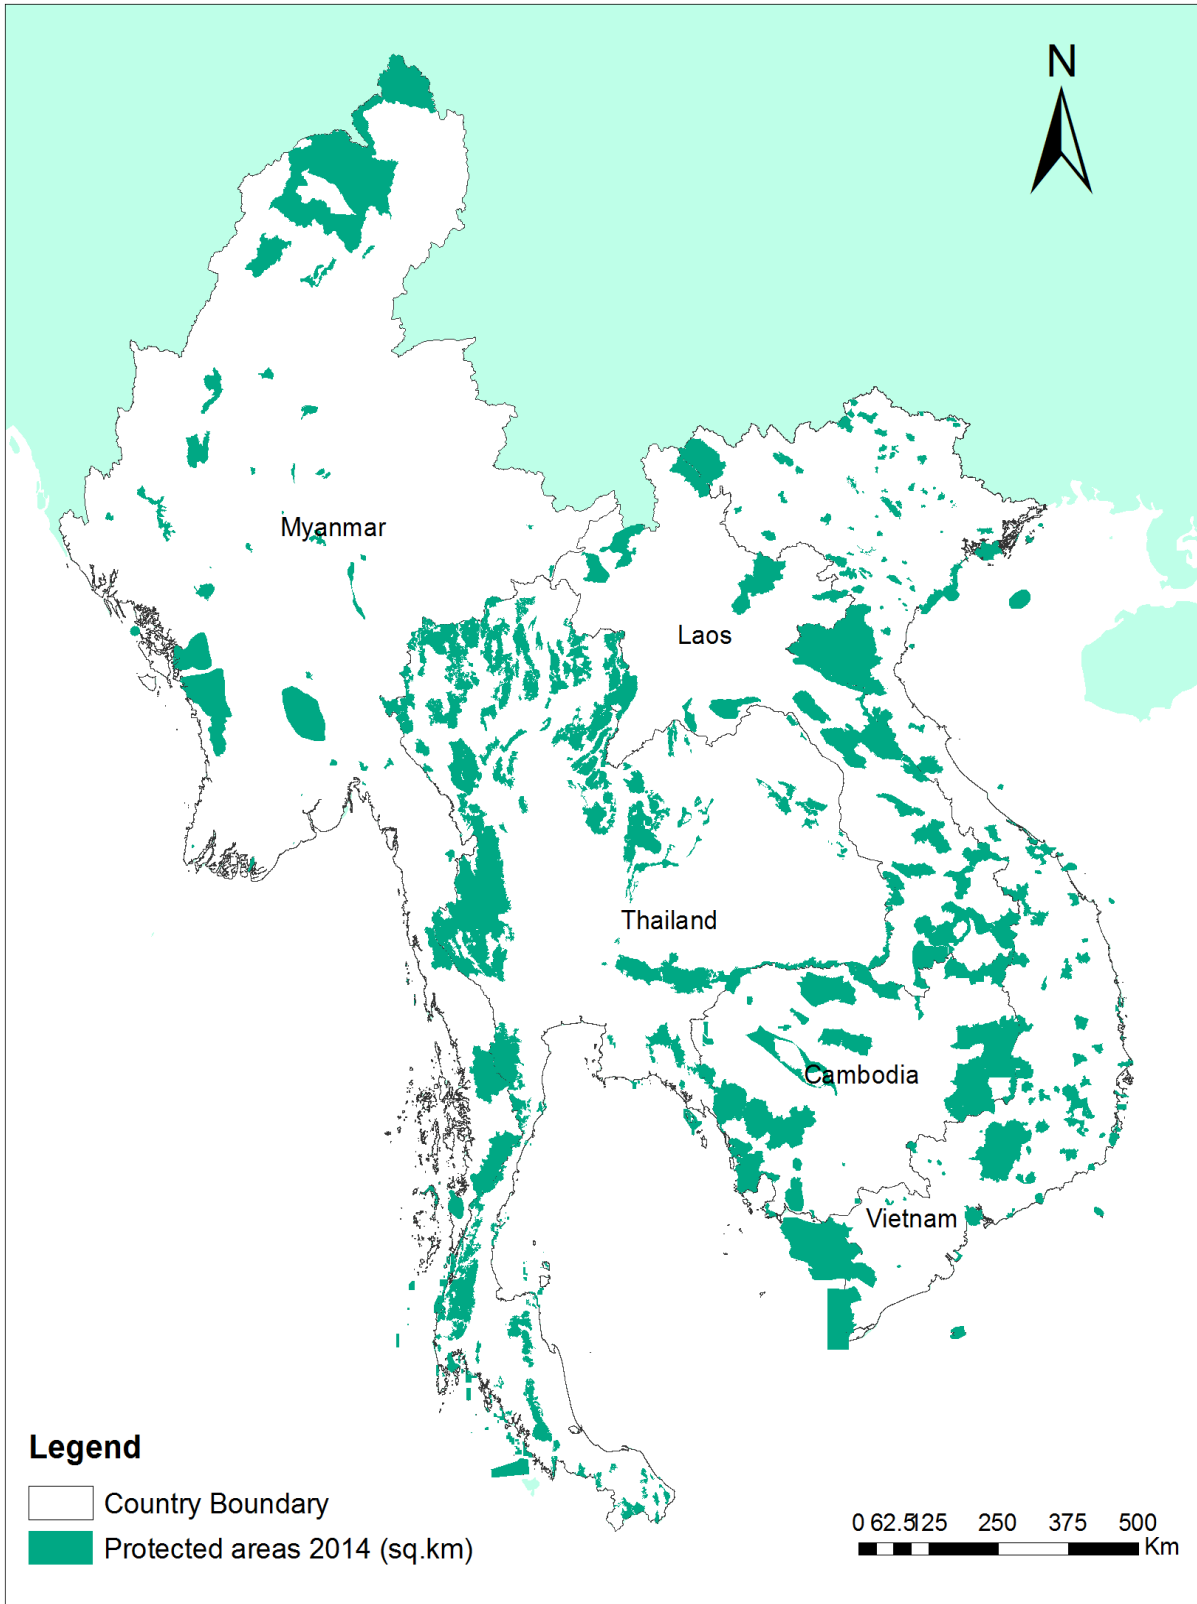 N
Myanmar
Laos
Thailand
Cambodia
Vietnam
Legend
Country Boundary
Protected areas 2014 (sq.km)
0 62.5125 250 375 500
Km